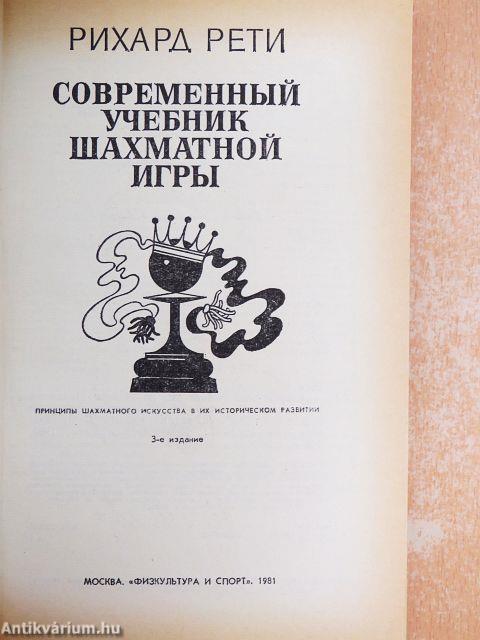 РИХАРД РЕТИ
СОВРЕМЕННЫЙ
УЧЕБНИК
ШАХМАТНОЙ
ИГРЫ
ПРИНЦИПЫ ШАХМАТНОГО ИСКУССТВА В ИХ ИСТОРИЧЕСКОМ РАЗВИТИИ
3-е издание
МОСКВА. «ФИЗКУЛЬТУРА И СПОРТ». 1981
Antikvárium.hu